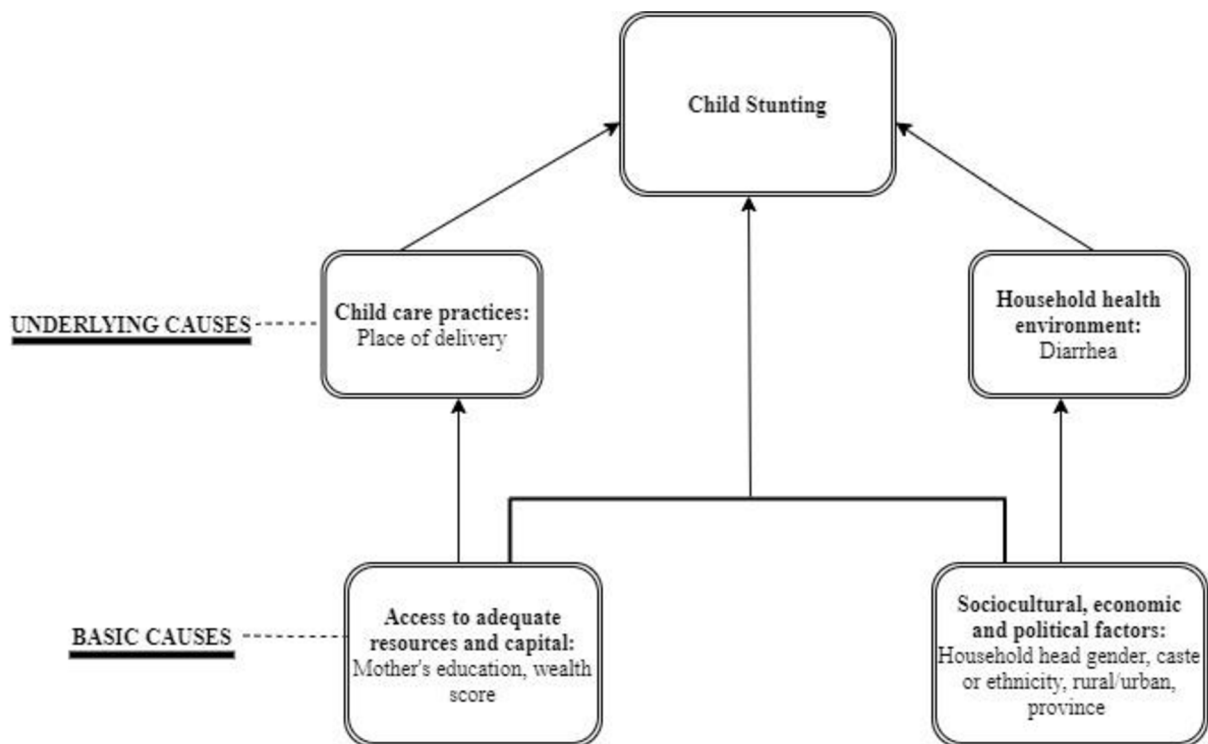 Child Stunting
UNDERLYING CAUSES
Child care practices:
Place of delivery
Household health
environment:
Diarrhea
BASIC CAUSES
Access to adequate
resources and capital:
Mother's education, wealth
score
Sociocultural, economic
and political factors:
Household head gender, caste
or ethnicity, rural/urban,
province